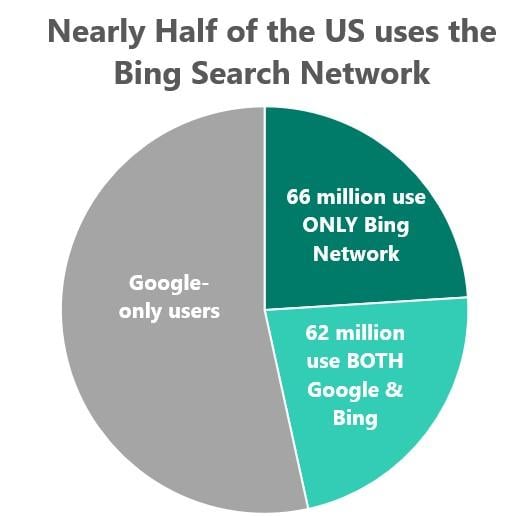 Nearly Half of the US uses the
Bing Search Network
66 million use
ONLY Bing
Network
Google-
only users
62 million
use BOTH
Google &
Bing